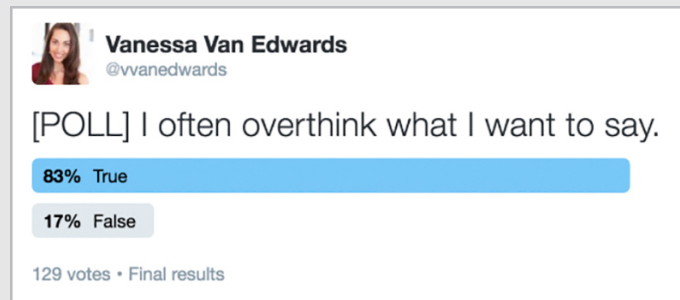 Vanessa Van Edwards
@vvanedwards
[POLL] I often overthink what I want to say.
83% True
17% False
129 votes • Final results